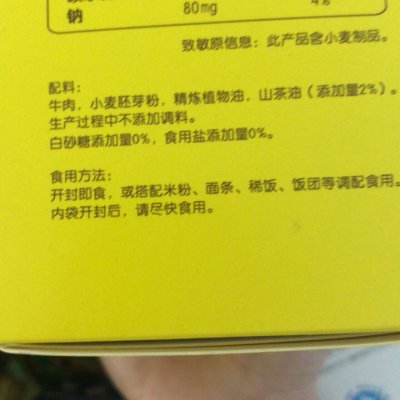 钠 80mg 4%
致敏原信息：此产品含小麦制品。
配料：
牛肉，小麦胚芽粉，精炼植物油，山茶油（添加量2%）。
生产过程中不添加调料。
白砂糖添加量0%，食用盐添加量0%。
食用方法：
开封即食，或搭配米粉、面条、稀饭、饭团等调配食用。
内袋开封后，请尽快食用。